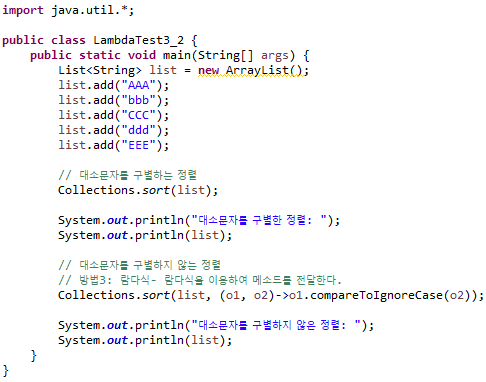 import java.util.*;
public class LambdaTest3_2 {
public static void main(String[] args) {
List<String> list = new ArrayList();
list.add("AAA");
list.add("bbb");
list.add("CCC");
list.add("ddd");
list.add("EEE");
// 대소문자를 구별하는 정렬
Collections.sort(list);
System.out.println("대소문자를 구별한 정렬: ");
System.out.println(list);
// 대소문자를 구별하지 않는 정렬
// 방법3: 람다식- 람다식을 이용하여 메소드를 전달한다.
Collections.sort(list, (o1, o2)->o1.compareToIgnoreCase(o2));
System.out.println("대소문자를 구별하지 않은 정렬: ");
System.out.println(list);
}
}